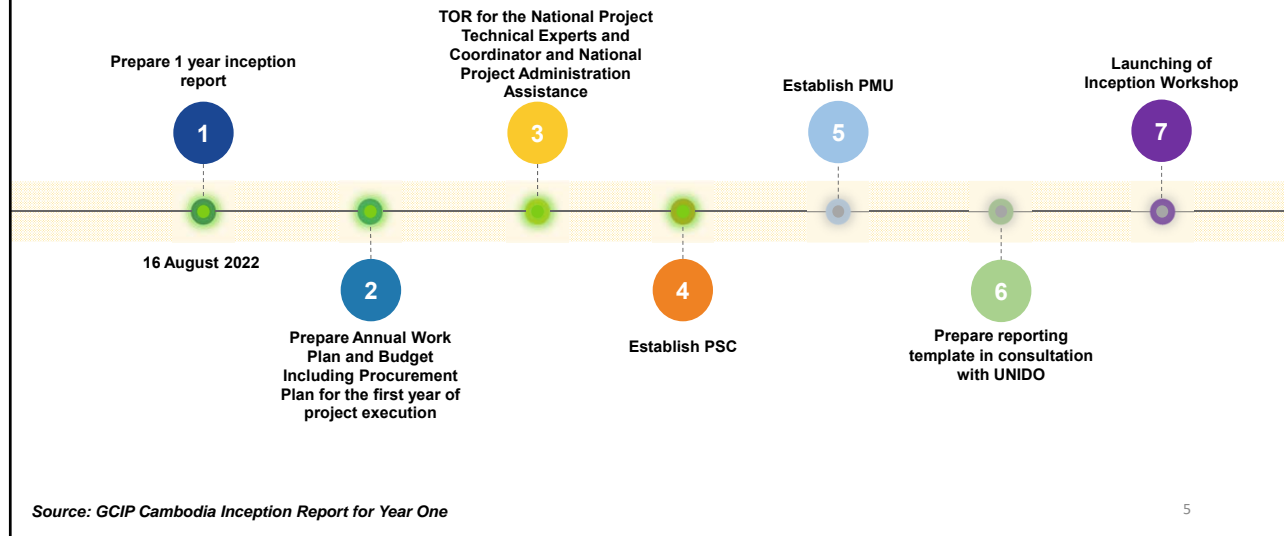 Prepare 1 year inception
report
1
16 August 2022
2
Prepare Annual Work
Plan and Budget
Including Procurement
Plan for the first year of
project execution
TOR for the National Project
Technical Experts and
Coordinator and National
Project Administration
Assistance
3
4
Establish PSC
Establish PMU
5
6
Prepare reporting
template in consultation
with UNIDO
Launching of
Inception Workshop
7
Source: GCIP Cambodia Inception Report for Year One
5